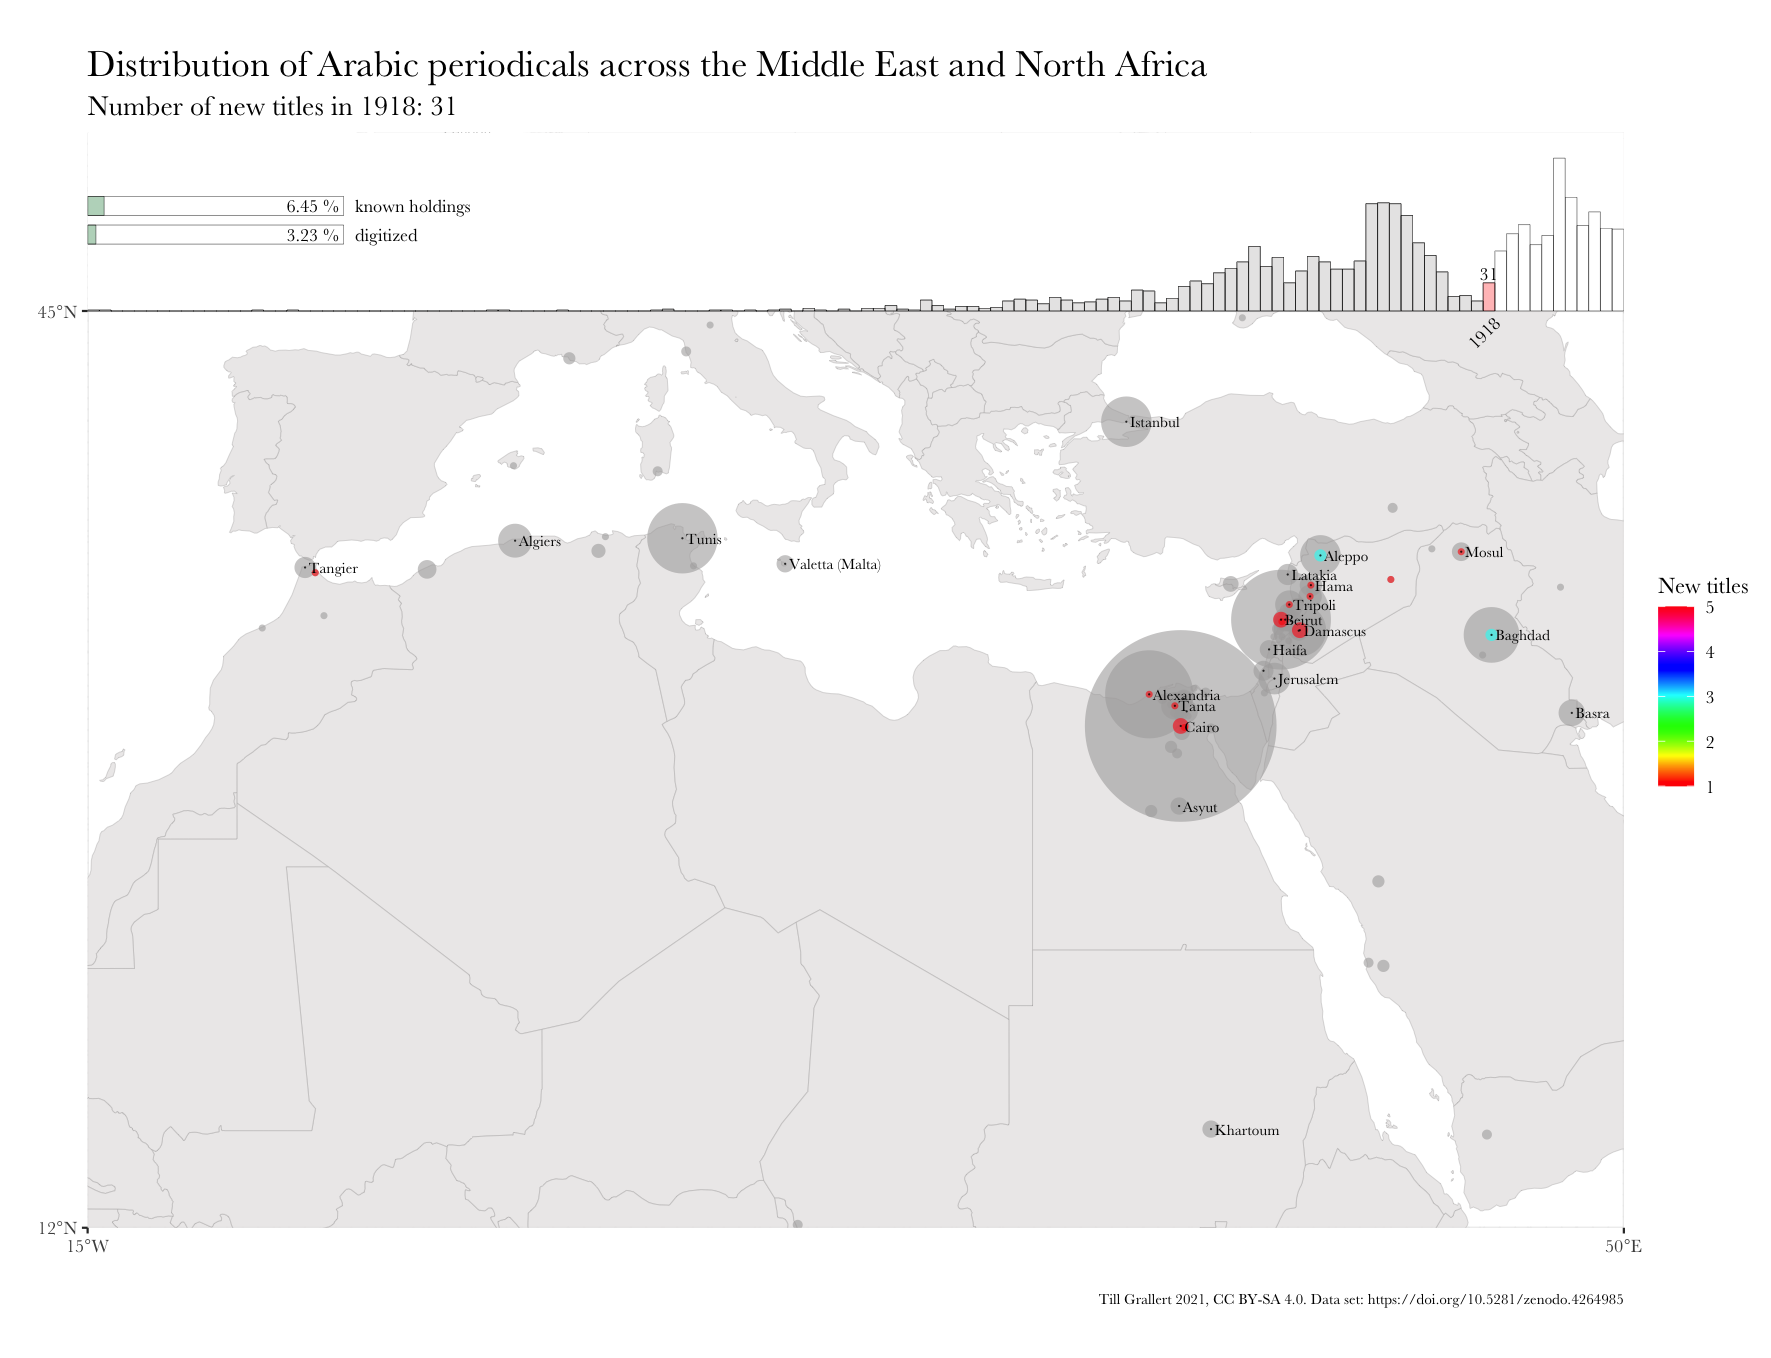 Distribution of Arabic periodicals across the Middle East and North Africa
Number of new titles in 1918: 31
6.45 % known holdings
3.23 % digitized
31
1918
45°N
Istanbul
Algiers
Tunis
Valetta (Malta)
Tangier
Aleppo
Mosul
Latakia
Hama
Tripoli
Beirut
Damascus
Baghdad
Haifa
Jerusalem
Alexandria
Tanta
Cairo
Basra
Asyut
Khartoum
New titles
5
4
3
2
1
12°N
15°W
50°E
Till Grallert 2021, CC BY-SA 4.0. Data set: https://doi.org/10.5281/zenodo.4264985